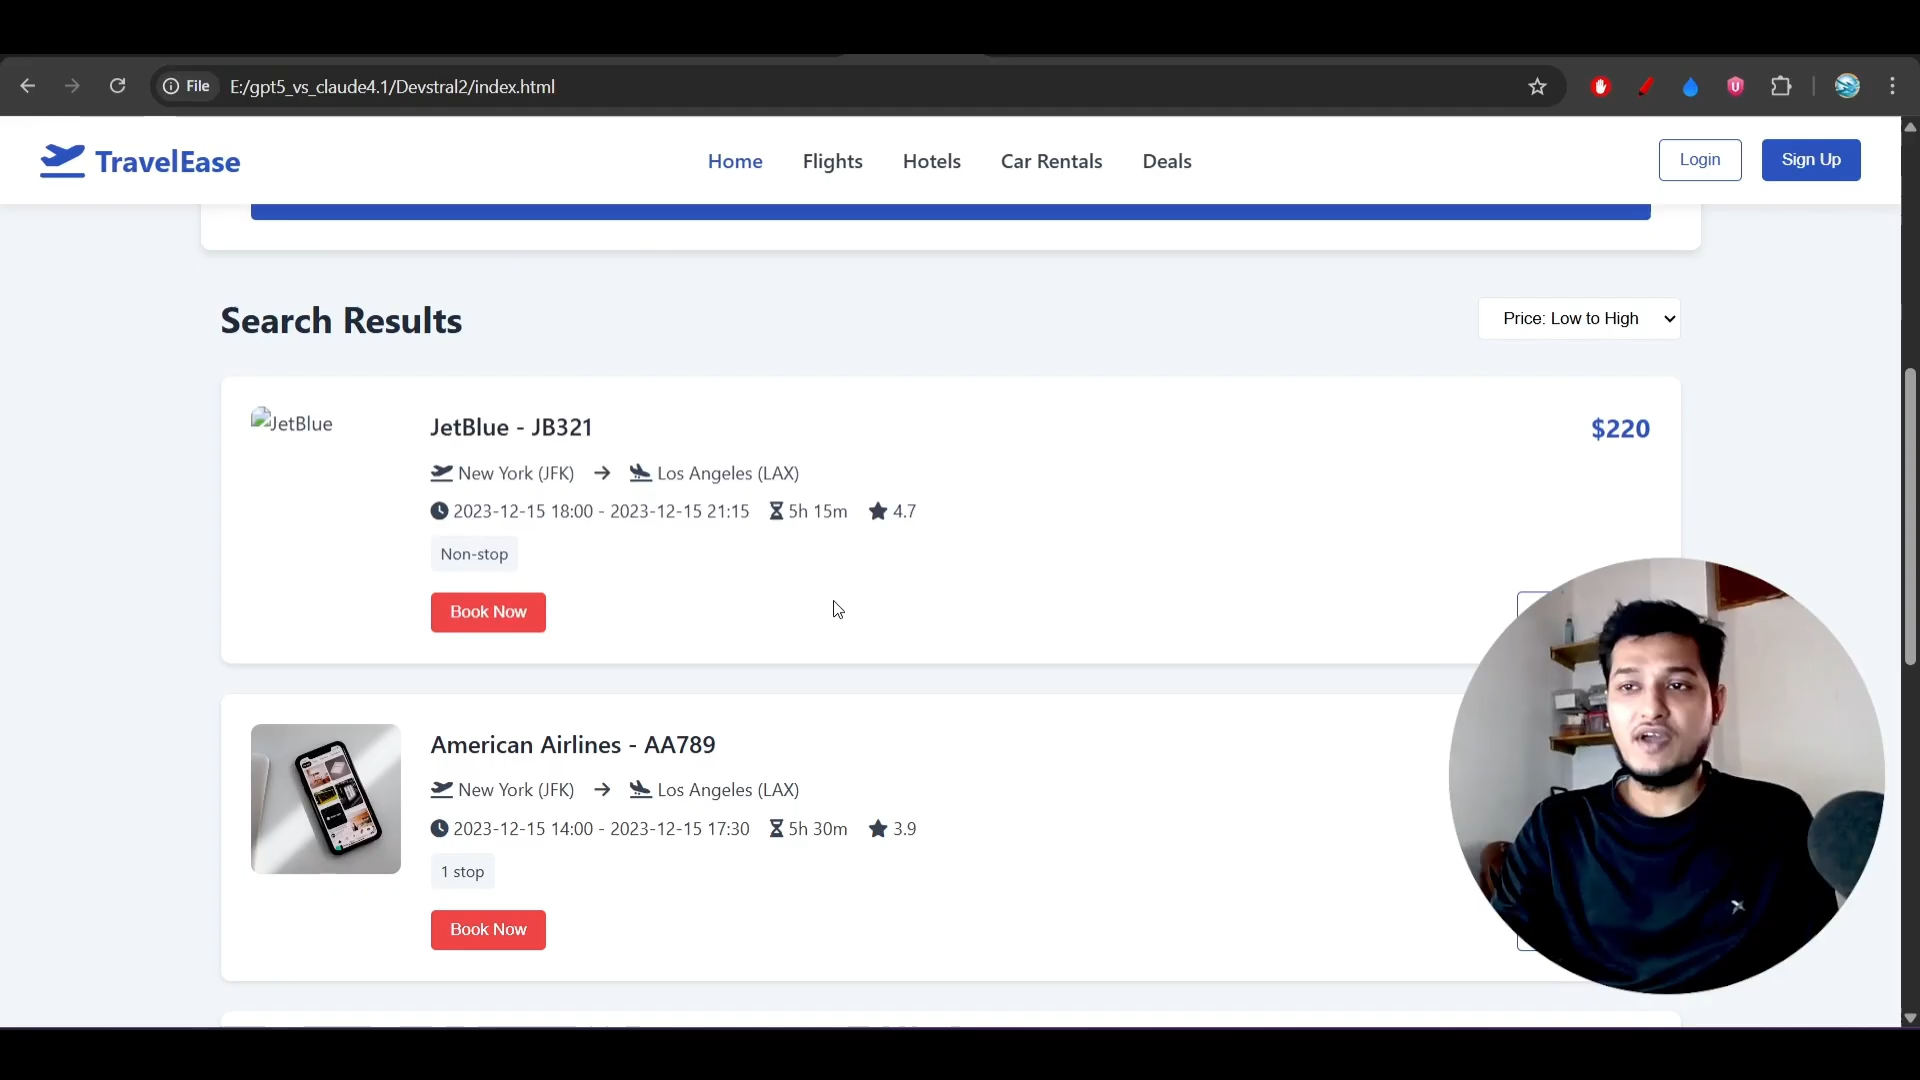 File E:/gpt5_vs_claude4.1/Devstral2/index.html
TravelEase
Home Flights Hotels Car Rentals Deals
Login Sign Up
Search Results
Price: Low to High
JetBlue
JetBlue - JB321
$220
New York (JFK) → Los Angeles (LAX)
2023-12-15 18:00 - 2023-12-15 21:15 5h 15m 4.7
Non-stop
Book Now
American Airlines - AA789
New York (JFK) → Los Angeles (LAX)
2023-12-15 14:00 - 2023-12-15 17:30 5h 30m 3.9
1 stop
Book Now